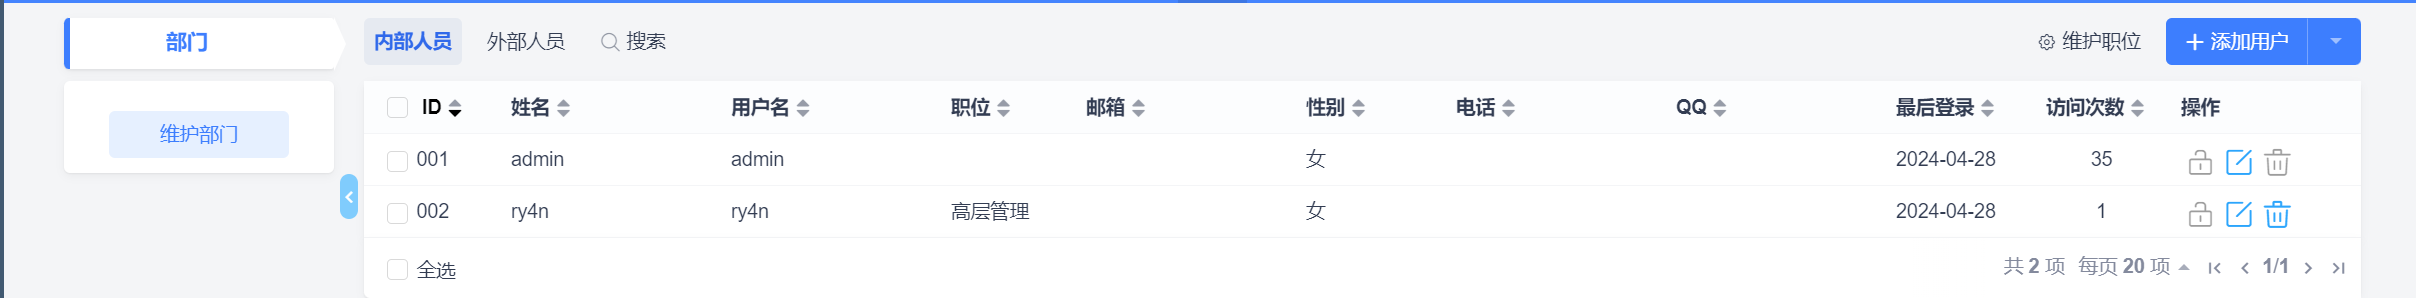 部门
内部人员 外部人员 搜索 维护职位 添加用户
维护部门
ID 姓名 用户名 职位 邮箱 性别 电话 QQ 最后登录 访问次数 操作
001 admin admin 女 2024-04-28 35
002 ry4n ry4n 高层管理 女 2024-04-28 1
全选 共 2 项 每页 20 项 1/1